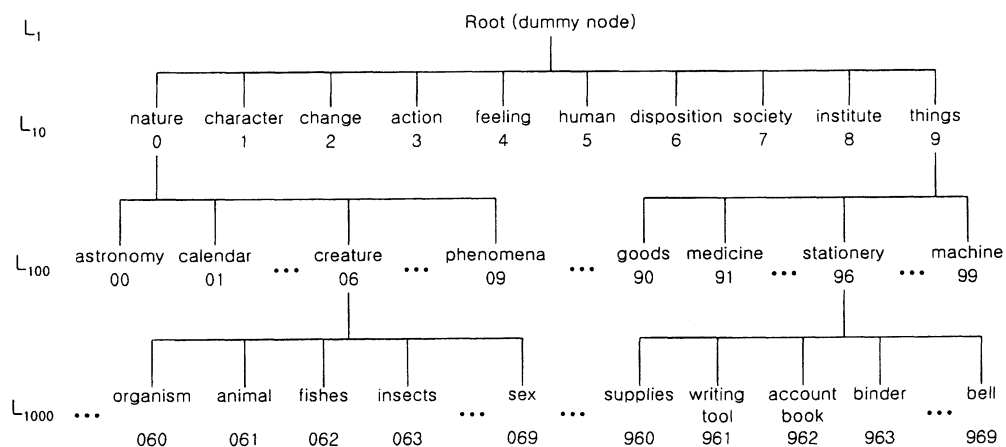 L1 Root (dummy node)
L10 nature character change action feeling human disposition society institute things
0 1 2 3 4 5 6 7 8 9
L100 astronomy calendar ... creature ... phenomena ... goods medicine ... stationery ... machine
00 01 06 09 90 91 96 99
L1000 ... organism animal fishes insects ... sex ... supplies writing tool account book binder ... bell
060 061 062 063 069 960 961 962 963 969